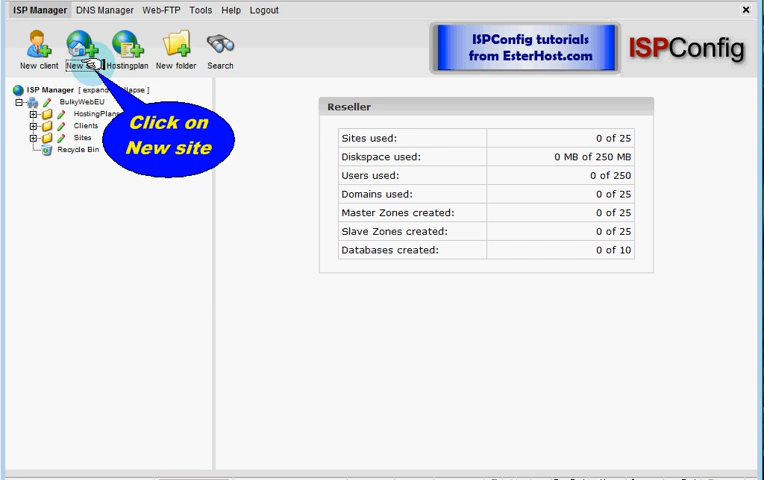 ISP Manager DNS Manager Web-FTP Tools Help Logout
ISPConfig tutorials
from EsterHost.com
ISPConfig
New client New Hostingplan New folder Search
ISP Manager [ expand
BulkyWebEU
Clients
Sites
Recycle Bin
Click on
New site
Reseller
Sites used: 0 of 25
Diskspace used: 0 MB of 250 MB
Users used: 0 of 250
Domains used: 0 of 25
Master Zones created: 0 of 25
Slave Zones created: 0 of 25
Databases created: 0 of 10